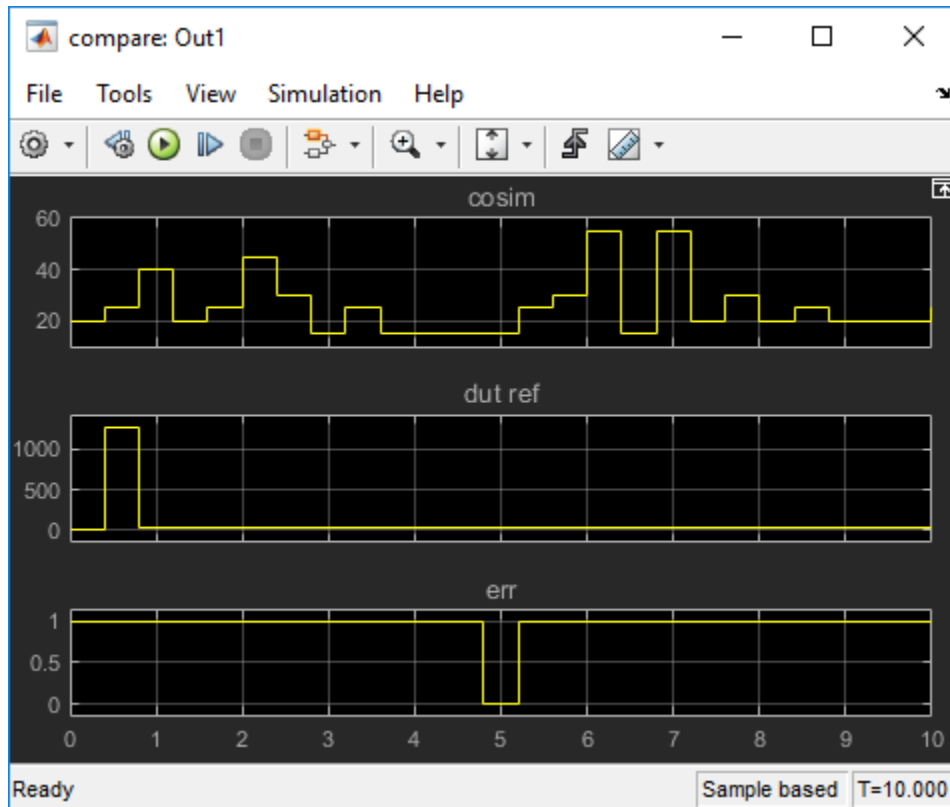 compare: Out1
File Tools View Simulation Help
cosim
60
40
20
dut ref
1000
500
0
err
1
0.5
0
0 1 2 3 4 5 6 7 8 9 10
Ready Sample based T=10.000